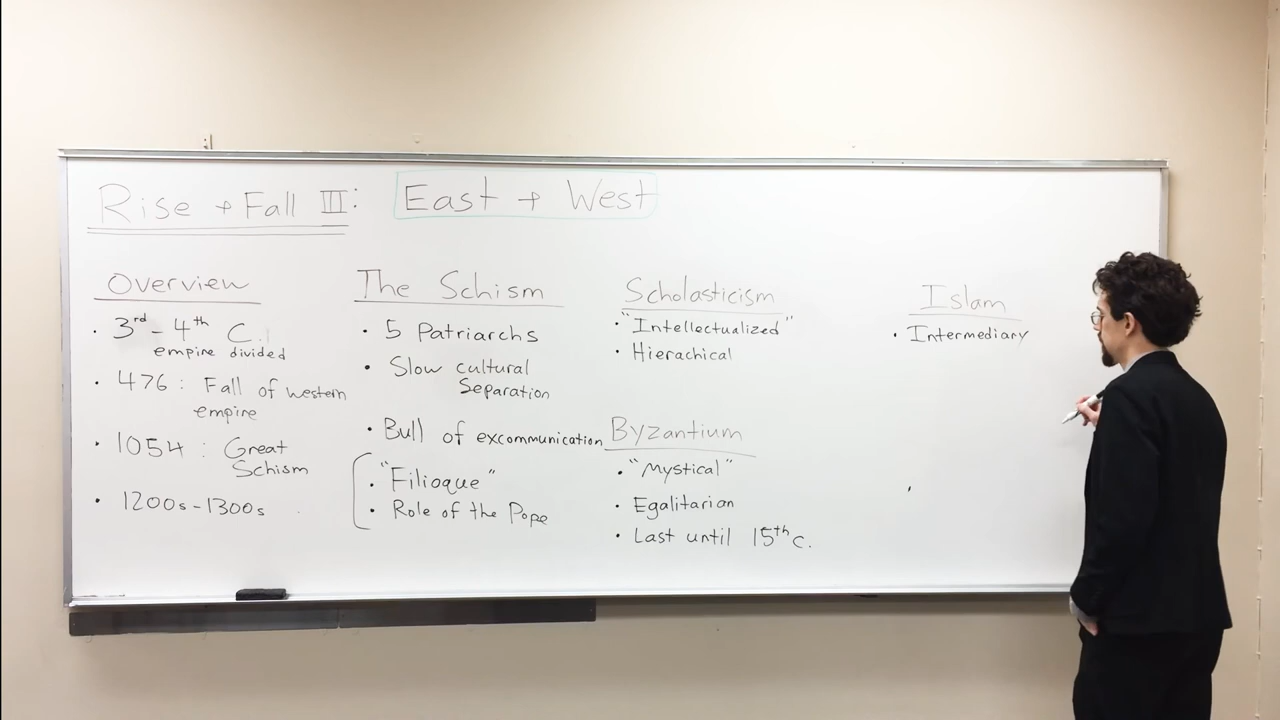 Rise + Fall III: East + West
Overview
• 3rd - 4th C.
empire divided
• 476 : Fall of western
empire
• 1054 : Great
Schism
• 1200s-1300s
The Schism
• 5 Patriarchs
• Slow cultural
Separation
• Bull of excommunication
• "Filioque"
• Role of the Pope
Scholasticism
• "Intellectualized"
• Hierachical
Byzantium
• "Mystical"
• Egalitarian
• Last until 15th C.
Islam
• Intermediary